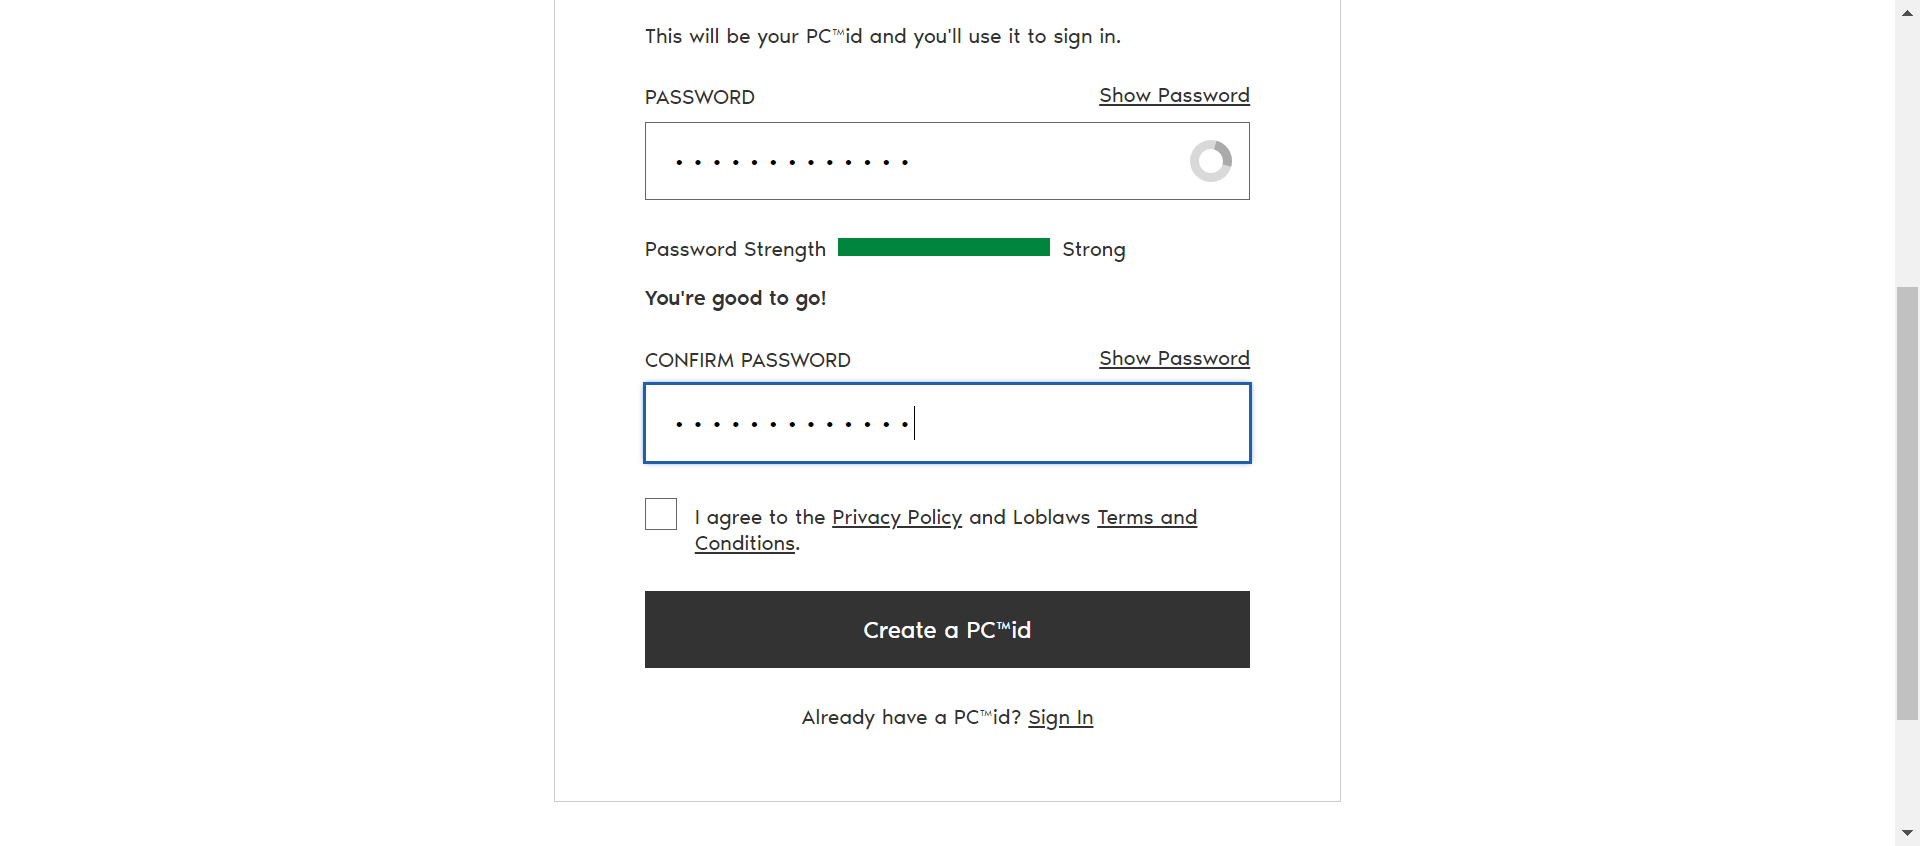 This will be your PC™id and you'll use it to sign in.
PASSWORD
Show Password
Password Strength
Strong
You're good to go!
CONFIRM PASSWORD
Show Password
I agree to the Privacy Policy and Loblaws Terms and
Conditions.
Create a PC™id
Already have a PC™id? Sign In